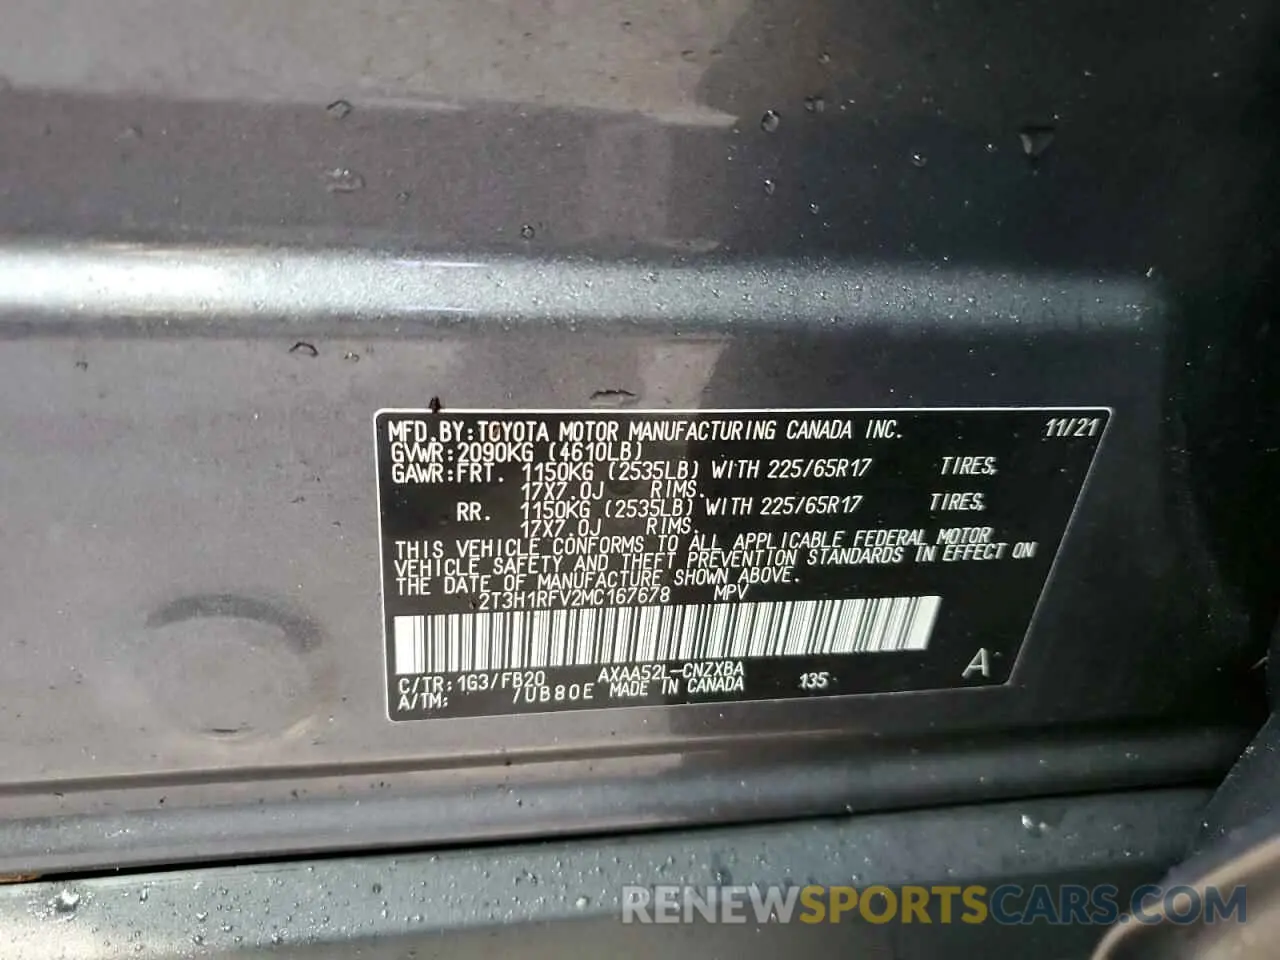 MFD.BY:TOYOTA MOTOR MANUFACTURING CANADA INC. 11/21
GVWR:2090KG (4610LB)
GAWR:FRT. 1150KG (2535LB) WITH 225/65R17 TIRES,
17X7.0J RIMS.
RR. 1150KG (2535LB) WITH 225/65R17 TIRES,
17X7.0J RIMS.
THIS VEHICLE CONFORMS TO ALL APPLICABLE FEDERAL MOTOR
VEHICLE SAFETY AND THEFT PREVENTION STANDARDS IN EFFECT ON
THE DATE OF MANUFACTURE SHOWN ABOVE.
2T3H1RFV2MC167678 MPV
C/TR:1G3/FB20 AXAA52L-CNZXBA 135 A
A/TM: /UB80E MADE IN CANADA
RENEWSPORTSCARS.COM